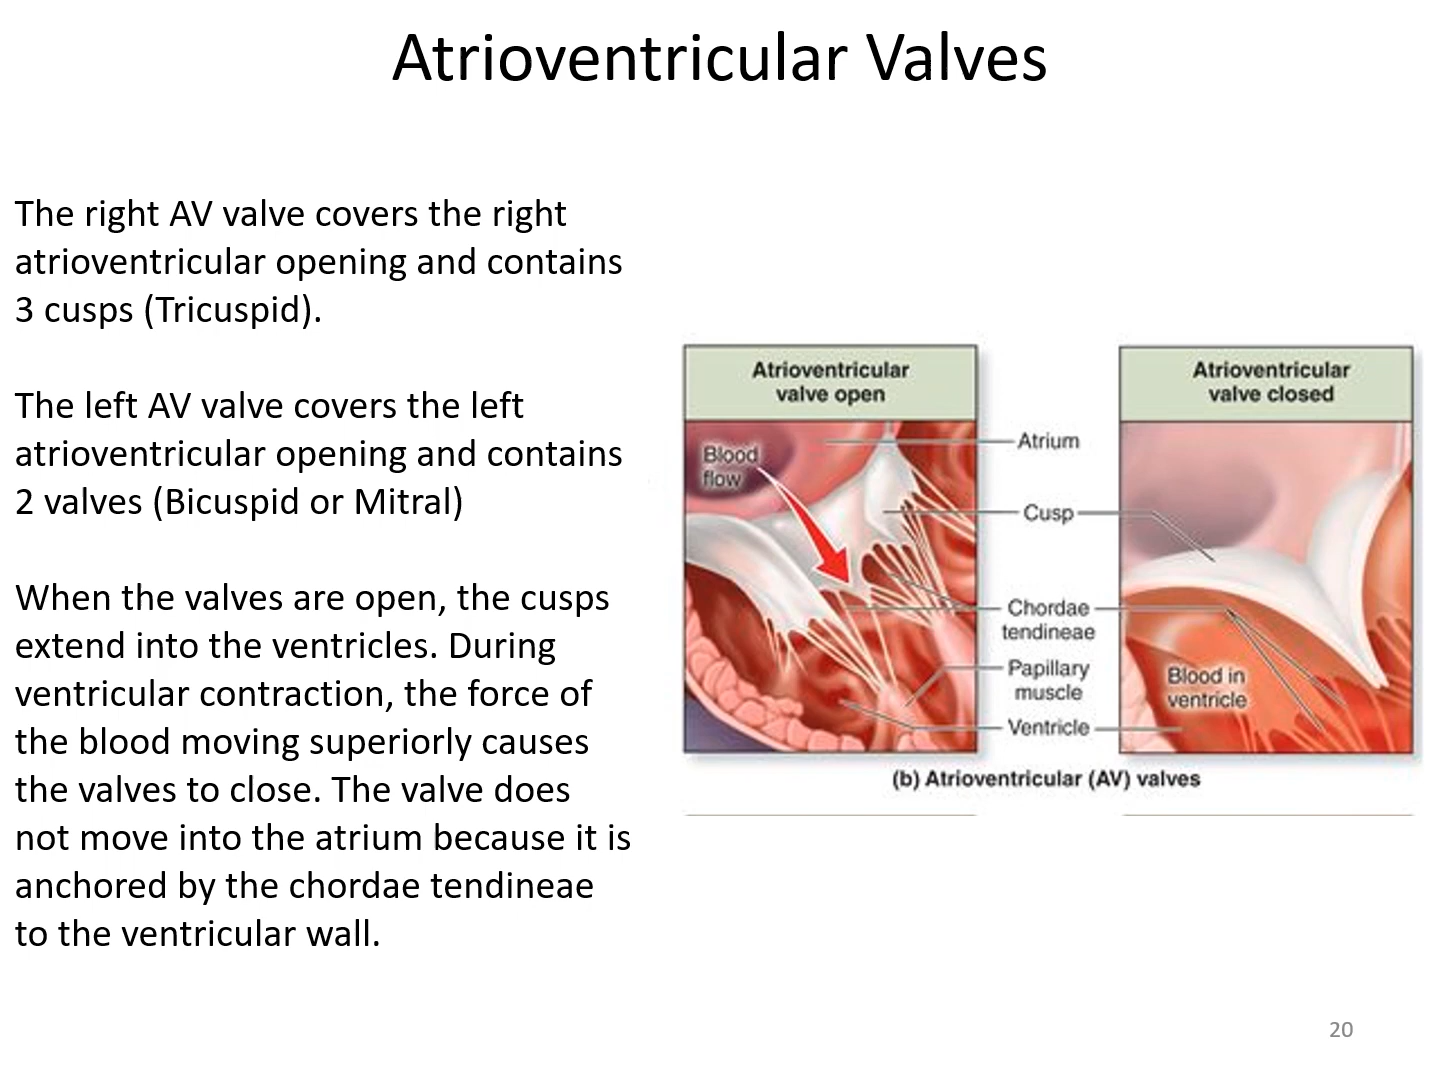 Atrioventricular Valves
The right AV valve covers the right
atrioventricular opening and contains
3 cusps (Tricuspid).
The left AV valve covers the left
atrioventricular opening and contains
2 valves (Bicuspid or Mitral)
When the valves are open, the cusps
extend into the ventricles. During
ventricular contraction, the force of
the blood moving superiorly causes
the valves to close. The valve does
not move into the atrium because it is
anchored by the chordae tendineae
to the ventricular wall.
Atrioventricular
valve open
Blood
flow
Atrium
Cusp
Chordae
tendineae
Papillary
muscle
Ventricle
Atrioventricular
valve closed
Blood in
ventricle
(b) Atrioventricular (AV) valves
20